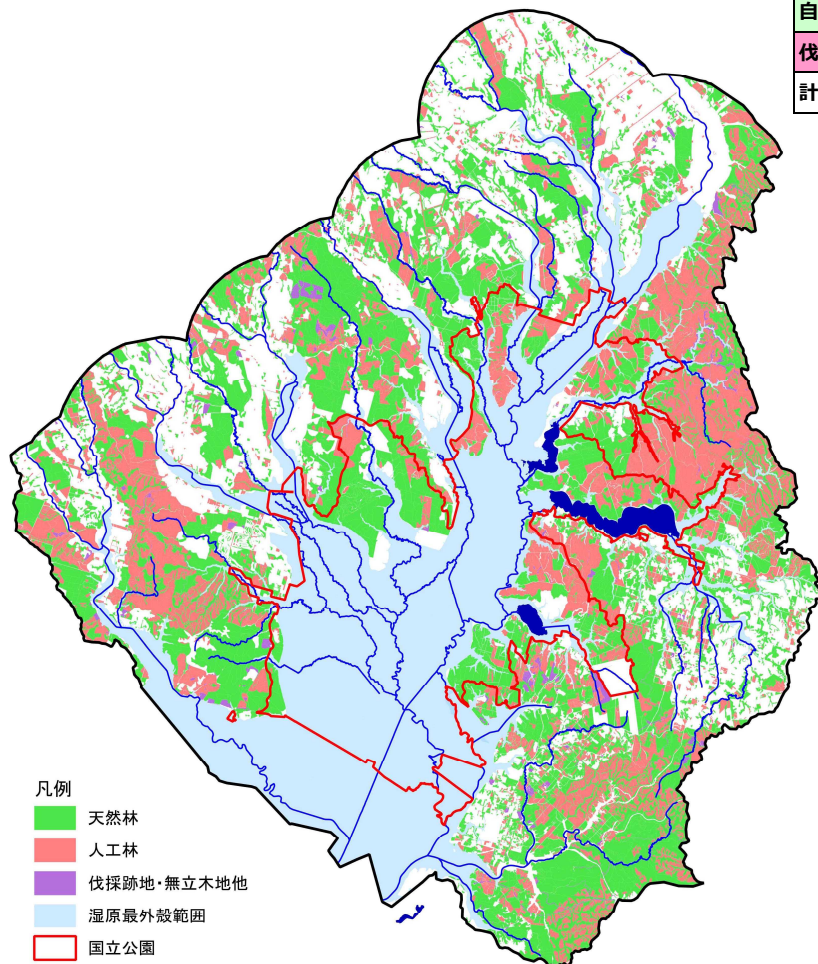 自
伐
計
凡例
天然林
人工林
伐採跡地・無立木地他
湿原最外殻範囲
国立公園